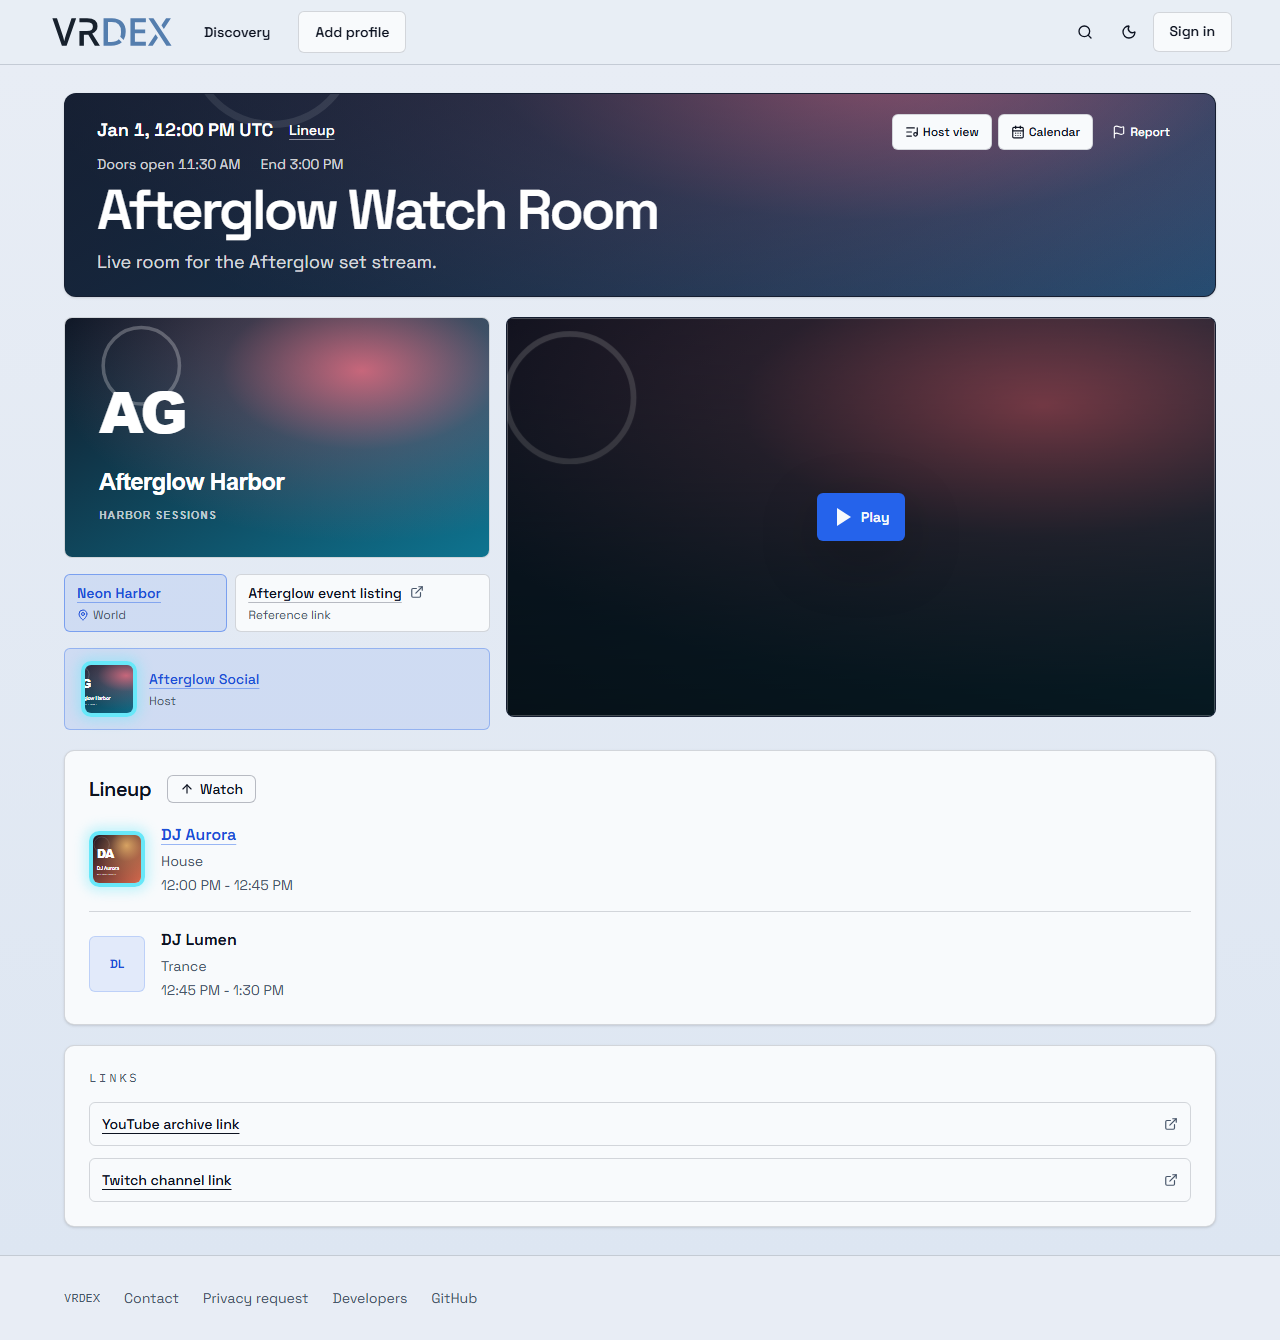 VRDEX
Discovery
Add profile
Sign in
Jan 1, 12:00 PM UTC
Lineup
Host view
Calendar
Report
Doors open 11:30 AM
End 3:00 PM
Afterglow Watch Room
Live room for the Afterglow set stream.
AG
Afterglow Harbor
HARBOR SESSIONS
Play
Neon Harbor
World
Afterglow event listing
Reference link
Afterglow Social
Host
Lineup
Watch
DA
DJ Aurora
DJ Aurora
House
12:00 PM - 12:45 PM
DL
DJ Lumen
Trance
12:45 PM - 1:30 PM
LINKS
YouTube archive link
Twitch channel link
VRDEX
Contact
Privacy request
Developers
GitHub